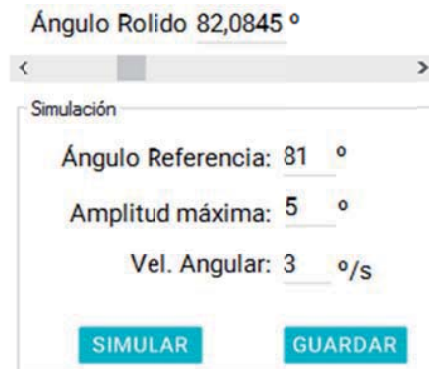 Ángulo Rolido 82,0845 º
Simulación
Ángulo Referencia: 81 º
Amplitud máxima: 5 º
Vel. Angular: 3 º/s
SIMULAR GUARDAR